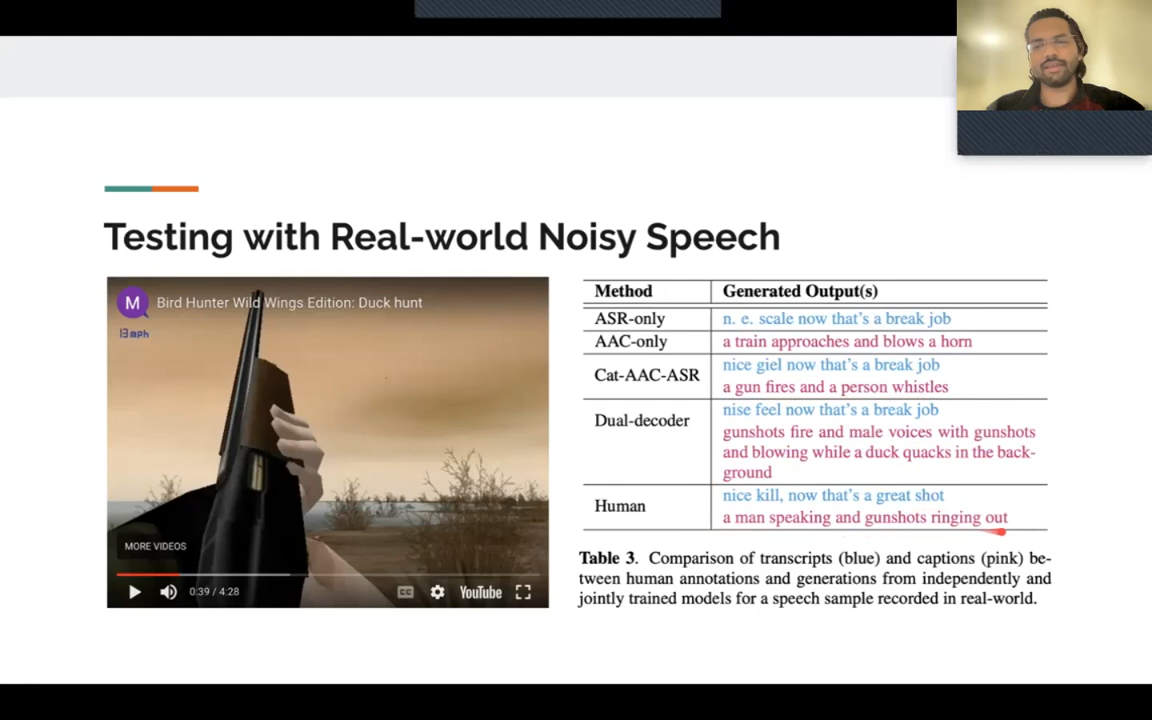 Testing with Real-world Noisy Speech
M
Bird Hunter Wild Wings Edition: Duck hunt
13mph
MORE VIDEOS
0:39 / 4:28
CC
YouTube
Method Generated Output(s)
ASR-only n. e. scale now that's a break job
AAC-only a train approaches and blows a horn
Cat-AAC-ASR nice giel now that's a break job
a gun fires and a person whistles
Dual-decoder nise feel now that's a break job
gunshots fire and male voices with gunshots
and blowing while a duck quacks in the back-
ground
Human nice kill, now that's a great shot
a man speaking and gunshots ringing out
Table 3. Comparison of transcripts (blue) and captions (pink) be-
tween human annotations and generations from independently and
jointly trained models for a speech sample recorded in real-world.